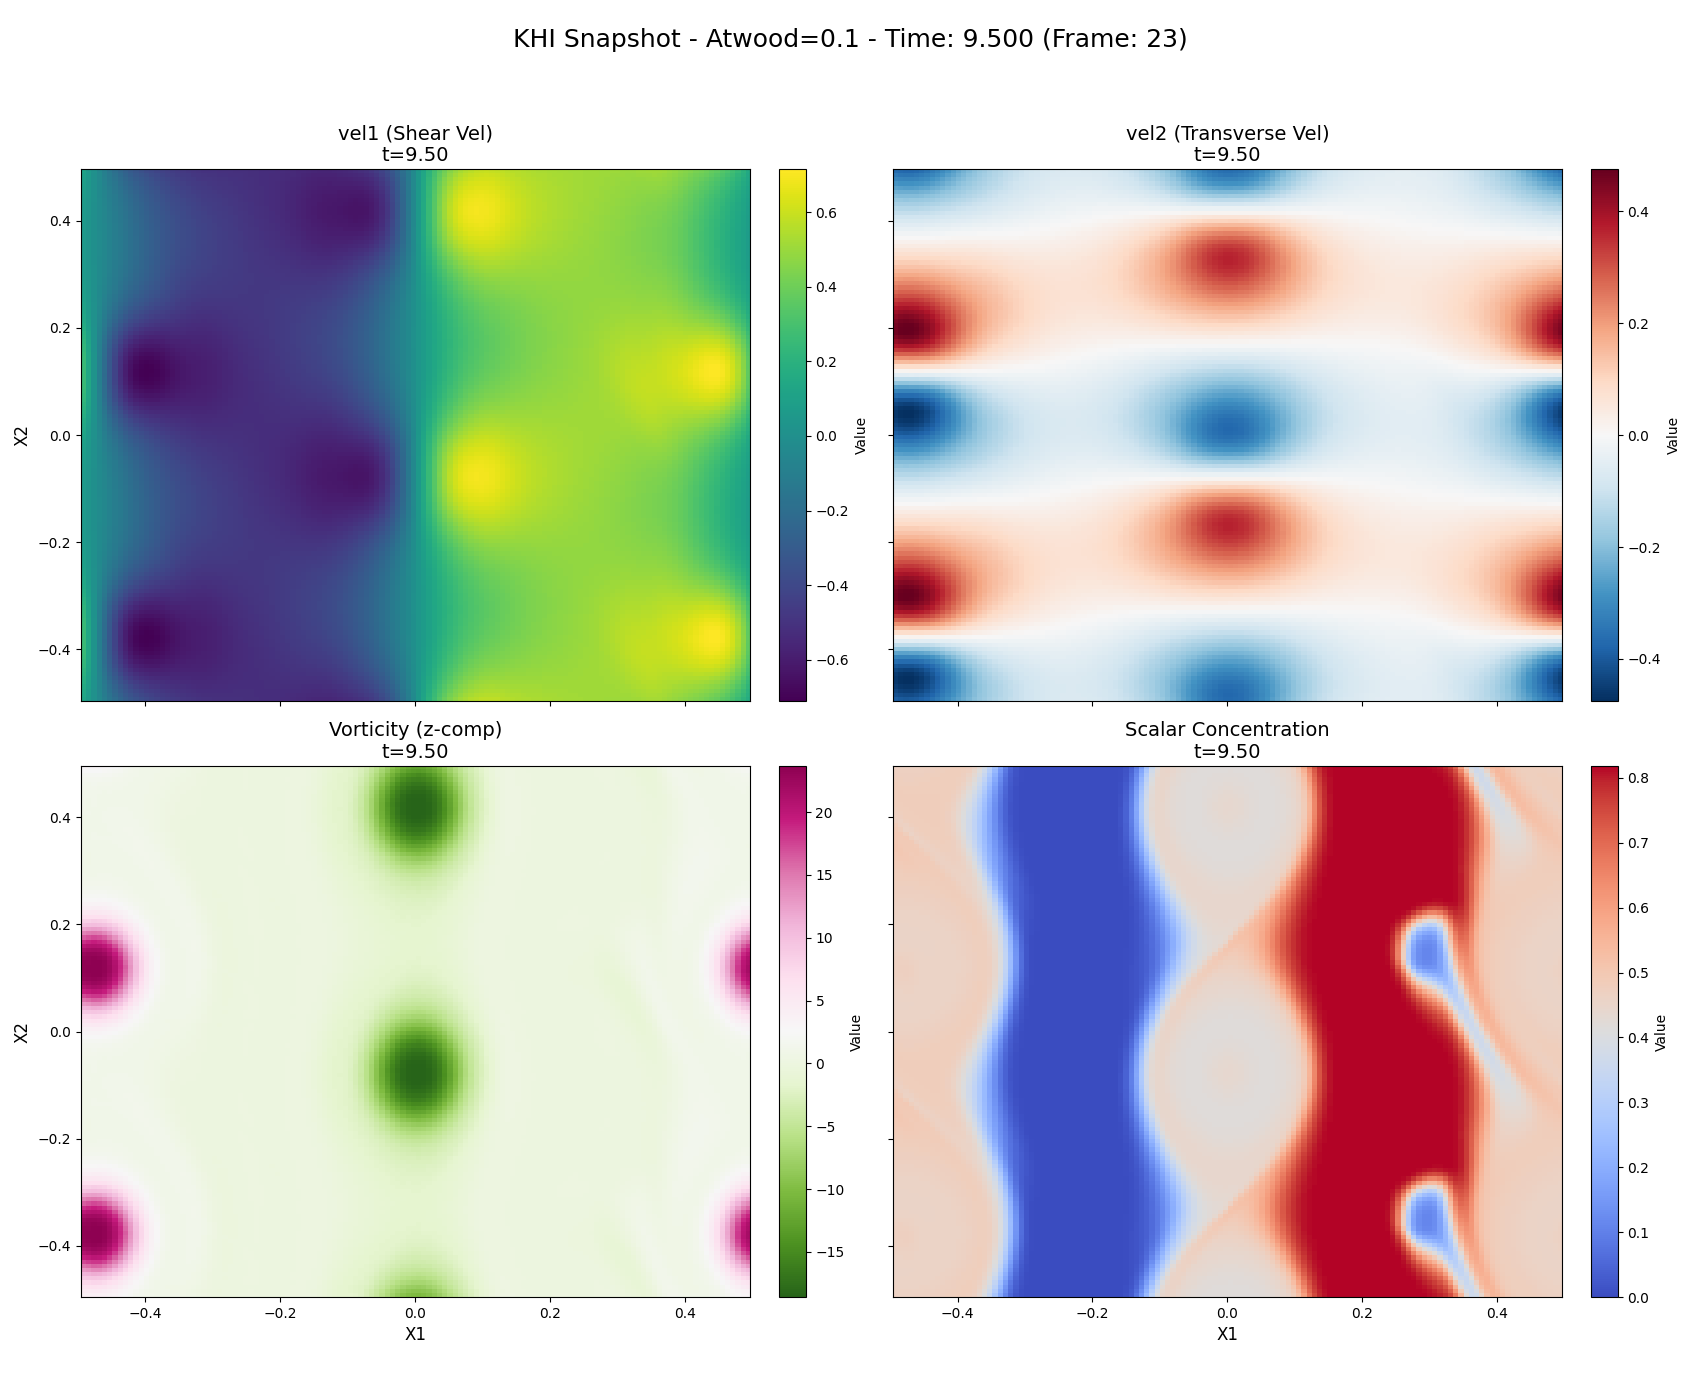 KHI Snapshot - Atwood=0.1 - Time: 9.500 (Frame: 23)
vel1 (Shear Vel)
t=9.50
X2
0.4
0.2
0.0
−0.2
−0.4
0.6
0.4
0.2
0.0
−0.2
−0.4
−0.6
Value
vel2 (Transverse Vel)
t=9.50
0.4
0.2
0.0
−0.2
−0.4
Value
Vorticity (z-comp)
t=9.50
X2
0.4
0.2
0.0
−0.2
−0.4
−0.4
−0.2
0.0
0.2
0.4
X1
20
15
10
5
0
−5
−10
−15
Value
Scalar Concentration
t=9.50
−0.4
−0.2
0.0
0.2
0.4
X1
0.8
0.7
0.6
0.5
0.4
0.3
0.2
0.1
0.0
Value